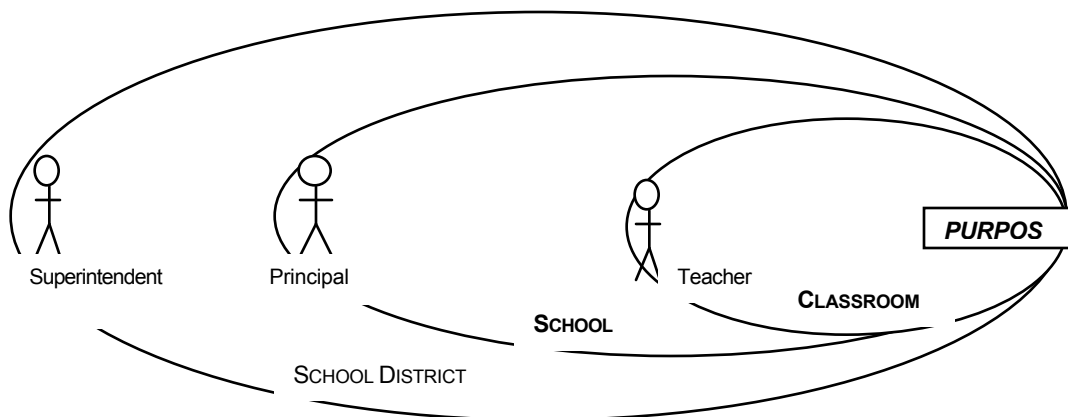 PURPOS
Superintendent
Principal
Teacher
CLASSROOM
SCHOOL
SCHOOL DISTRICT